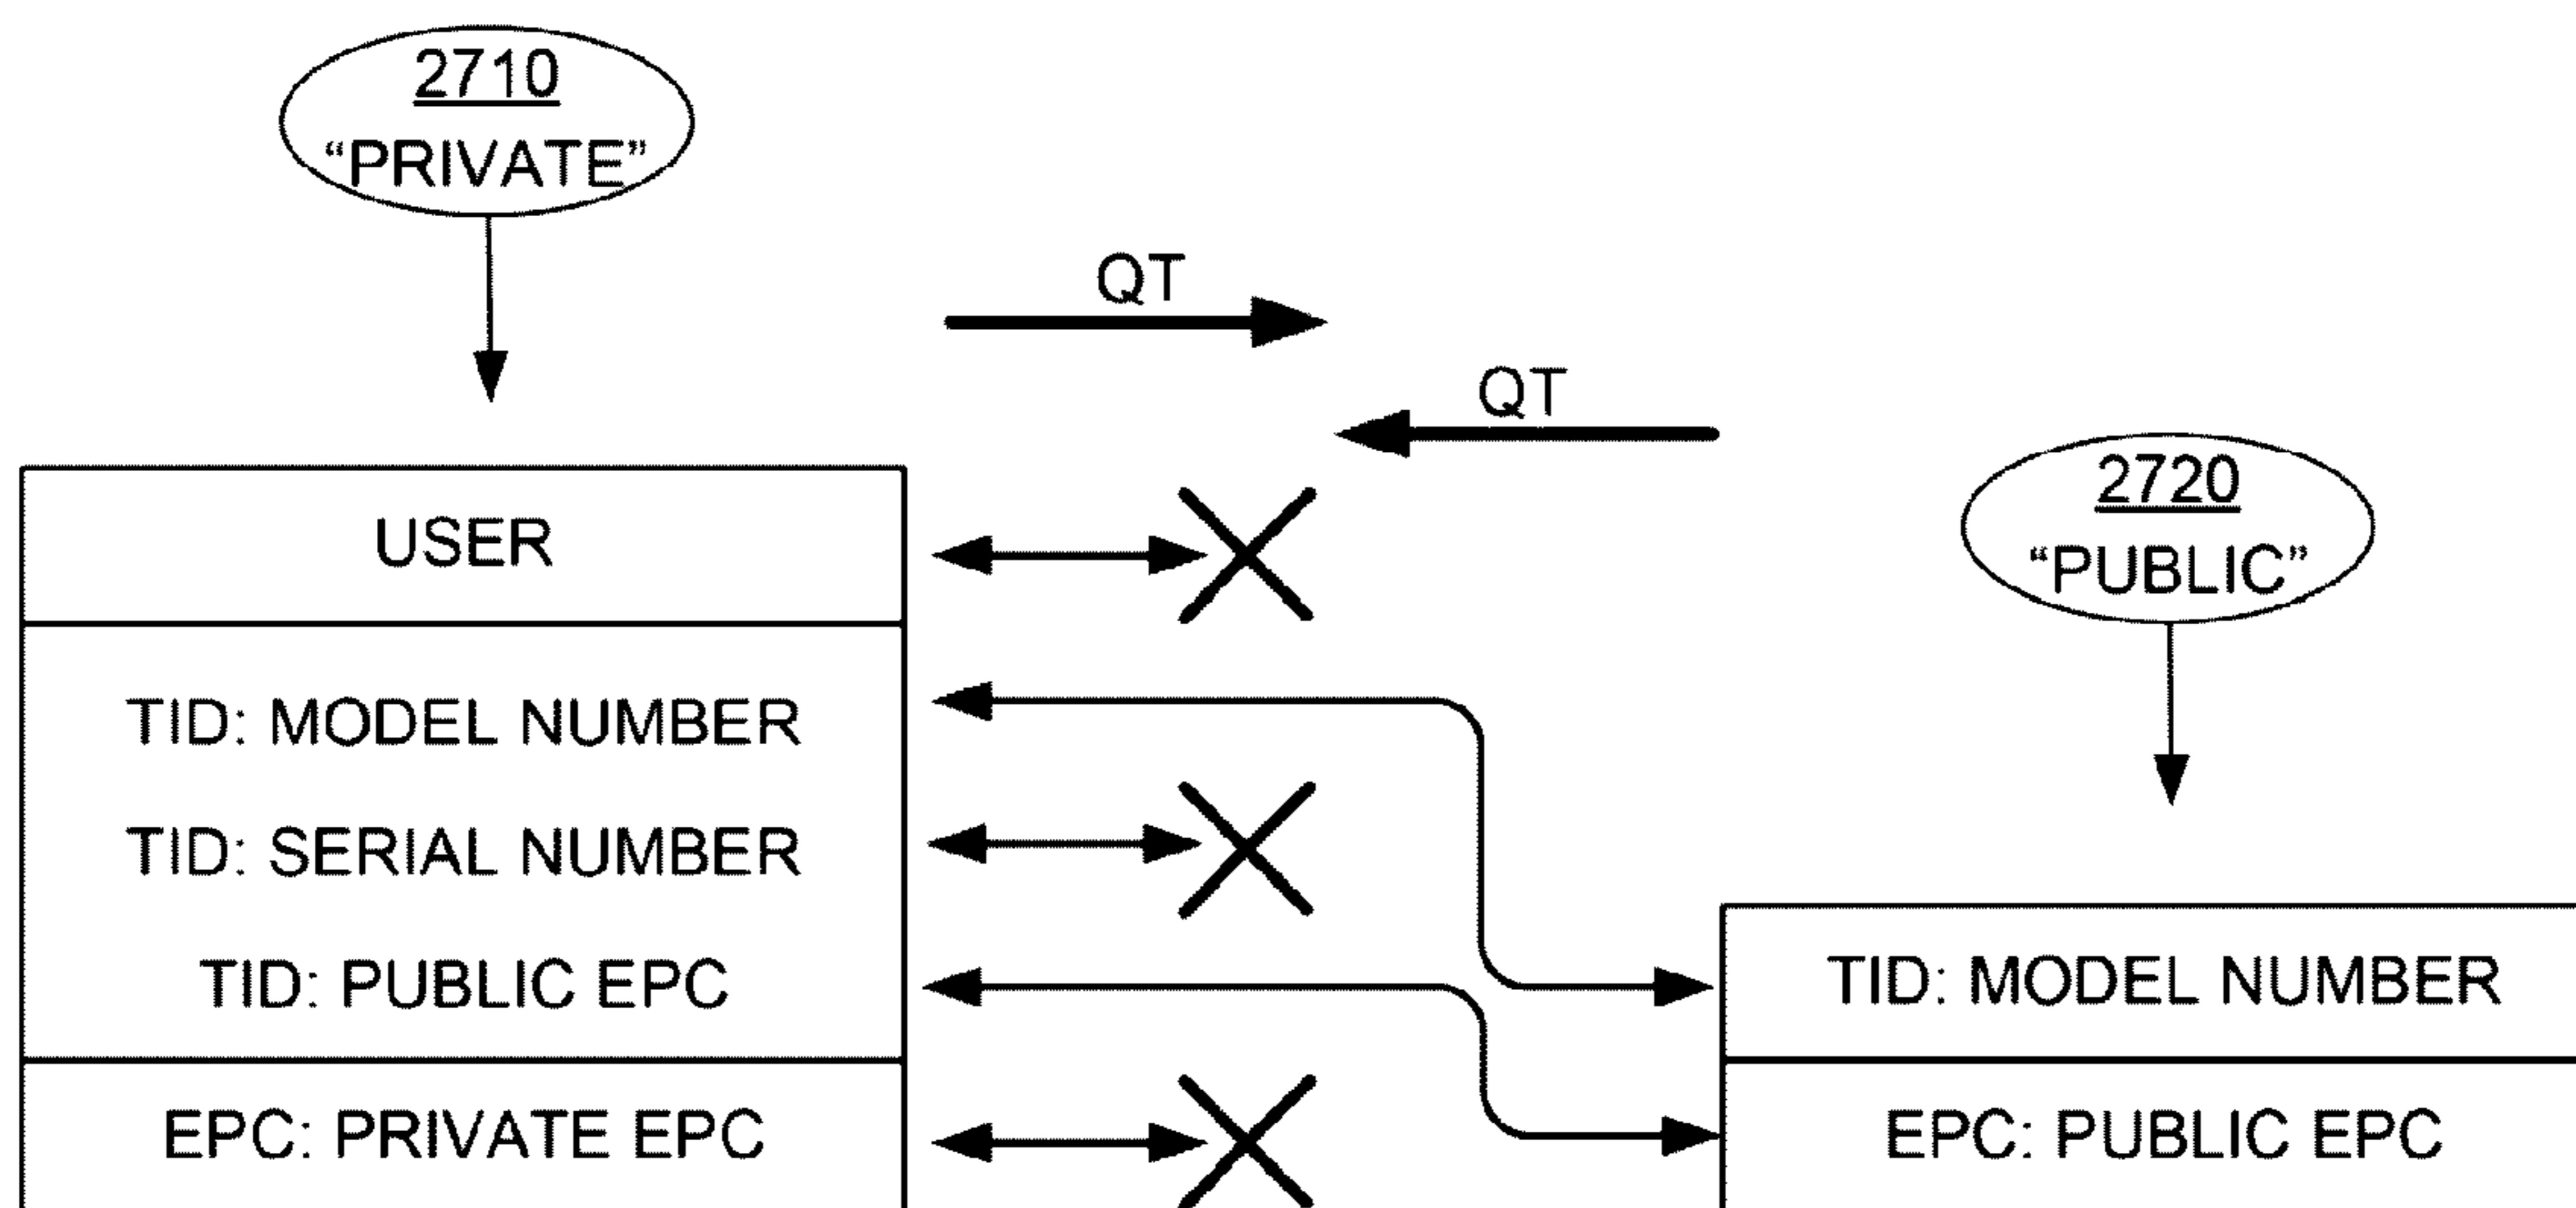 2710
“PRIVATE”
QT
QT
2720
“PUBLIC”
USER
TID: MODEL NUMBER
TID: SERIAL NUMBER
TID: PUBLIC EPC
EPC: PRIVATE EPC
TID: MODEL NUMBER
EPC: PUBLIC EPC